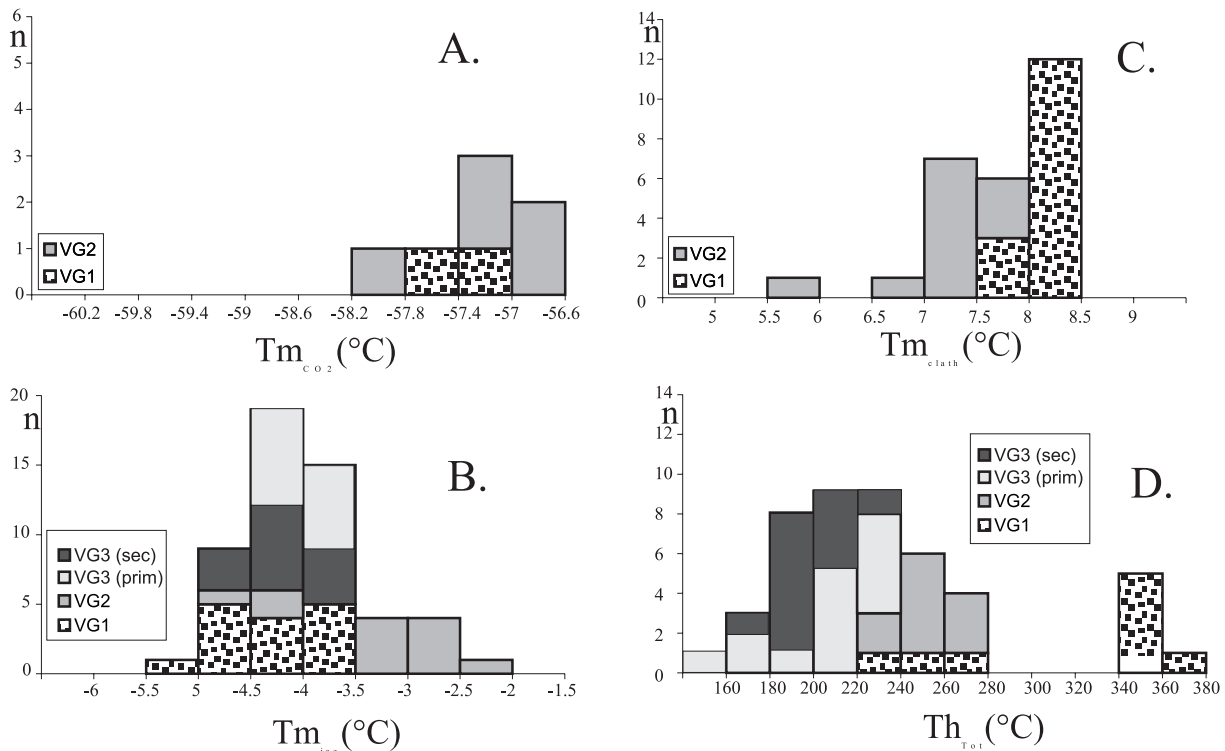 A.
n
6
5
4
3
2
1
0
VG2
VG1
-60.2 -59.8 -59.4 -59 -58.6 -58.2 -57.8 -57.4 -57 -56.6
Tm CO2 (°C)
C.
n
14
12
10
8
6
4
2
0
VG2
VG1
5 5.5 6 6.5 7 7.5 8 8.5 9
Tm clath (°C)
B.
n
20
15
10
5
0
VG3 (sec)
VG3 (prim)
VG2
VG1
-6 -5.5 -5 -4.5 -4 -3.5 -3 -2.5 -2 -1.5
Tm ice (°C)
D.
n
14
12
10
8
6
4
2
0
VG3 (sec)
VG3 (prim)
VG2
VG1
160 180 200 220 240 260 280 300 320 340 360 380
Th Tot (°C)